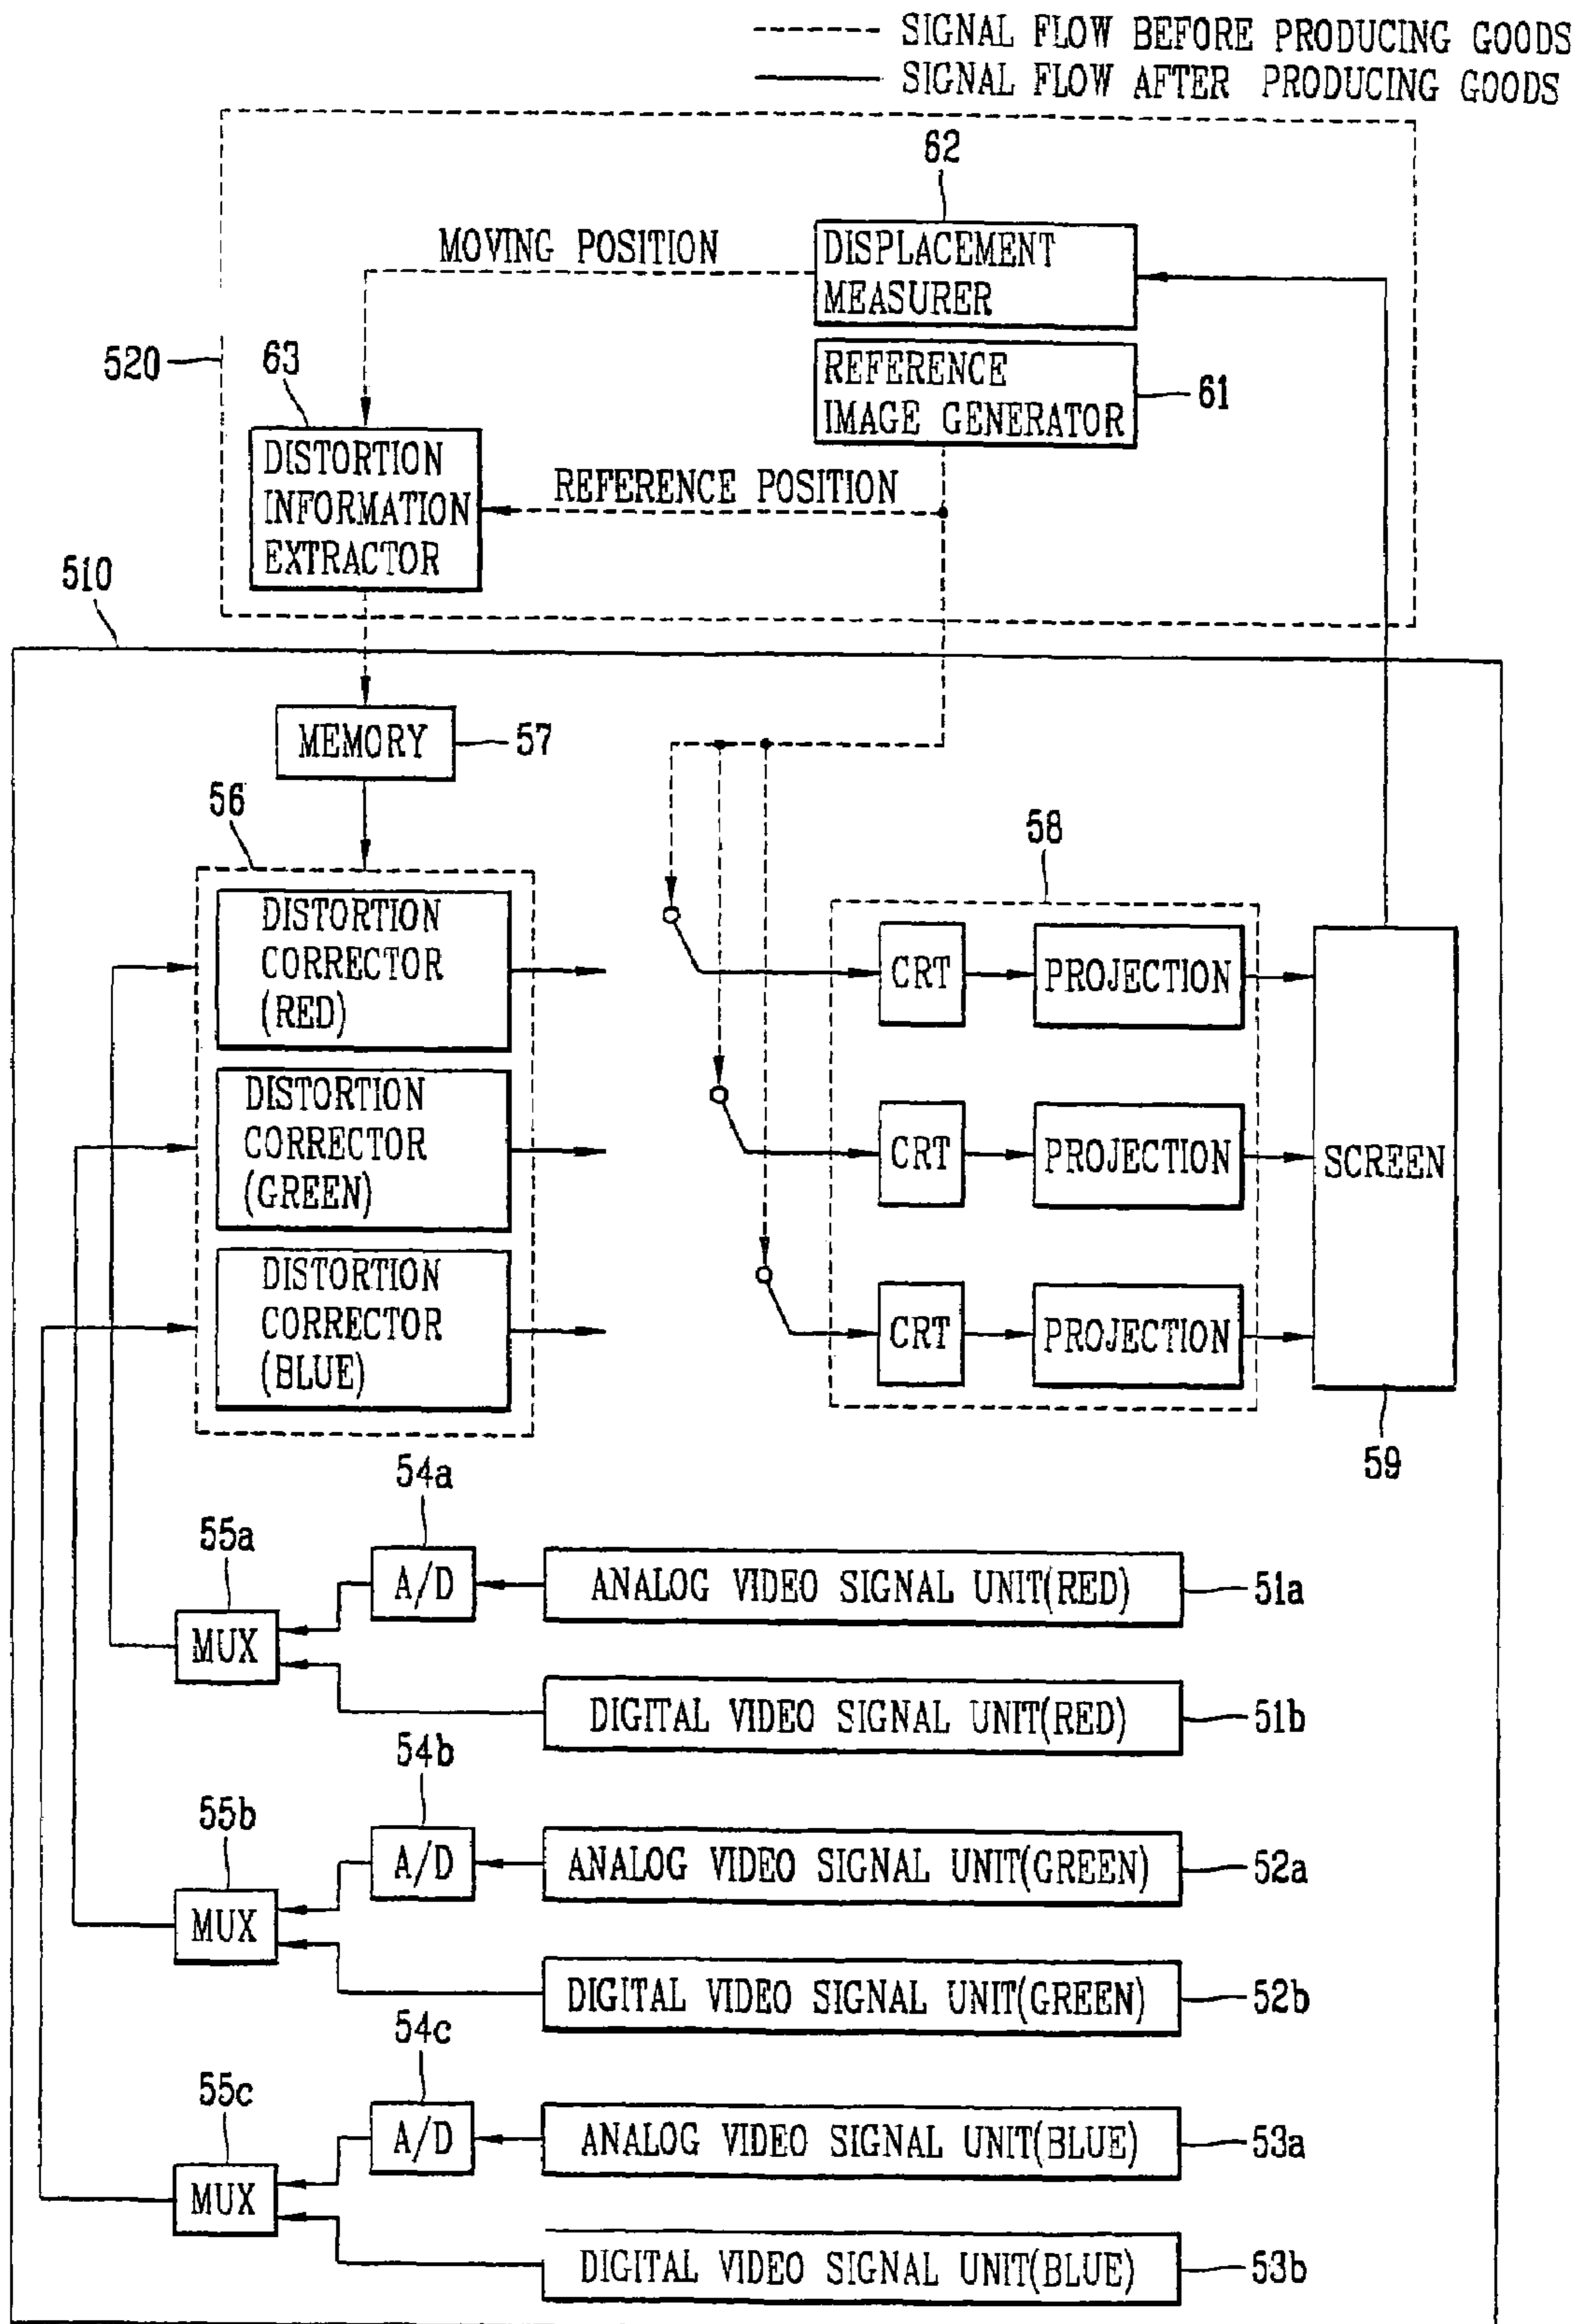 SIGNAL FLOW BEFORE PRODUCING GOODS
SIGNAL FLOW AFTER PRODUCING GOODS
62
MOVING POSITION
DISPLACEMENT
MEASURER
520
63
REFERENCE
IMAGE GENERATOR
61
DISTORTION
INFORMATION
EXTRACTOR
REFERENCE POSITION
510
MEMORY
57
56
58
DISTORTION
CORRECTOR
(RED)
CRT
PROJECTION
DISTORTION
CORRECTOR
(GREEN)
CRT
PROJECTION
SCREEN
DISTORTION
CORRECTOR
(BLUE)
CRT
PROJECTION
59
54a
55a
A/D
ANALOG VIDEO SIGNAL UNIT(RED)
51a
MUX
DIGITAL VIDEO SIGNAL UNIT(RED)
51b
54b
55b
A/D
ANALOG VIDEO SIGNAL UNIT(GREEN)
52a
MUX
DIGITAL VIDEO SIGNAL UNIT(GREEN)
52b
54c
55c
A/D
ANALOG VIDEO SIGNAL UNIT(BLUE)
53a
MUX
DIGITAL VIDEO SIGNAL UNIT(BLUE)
53b